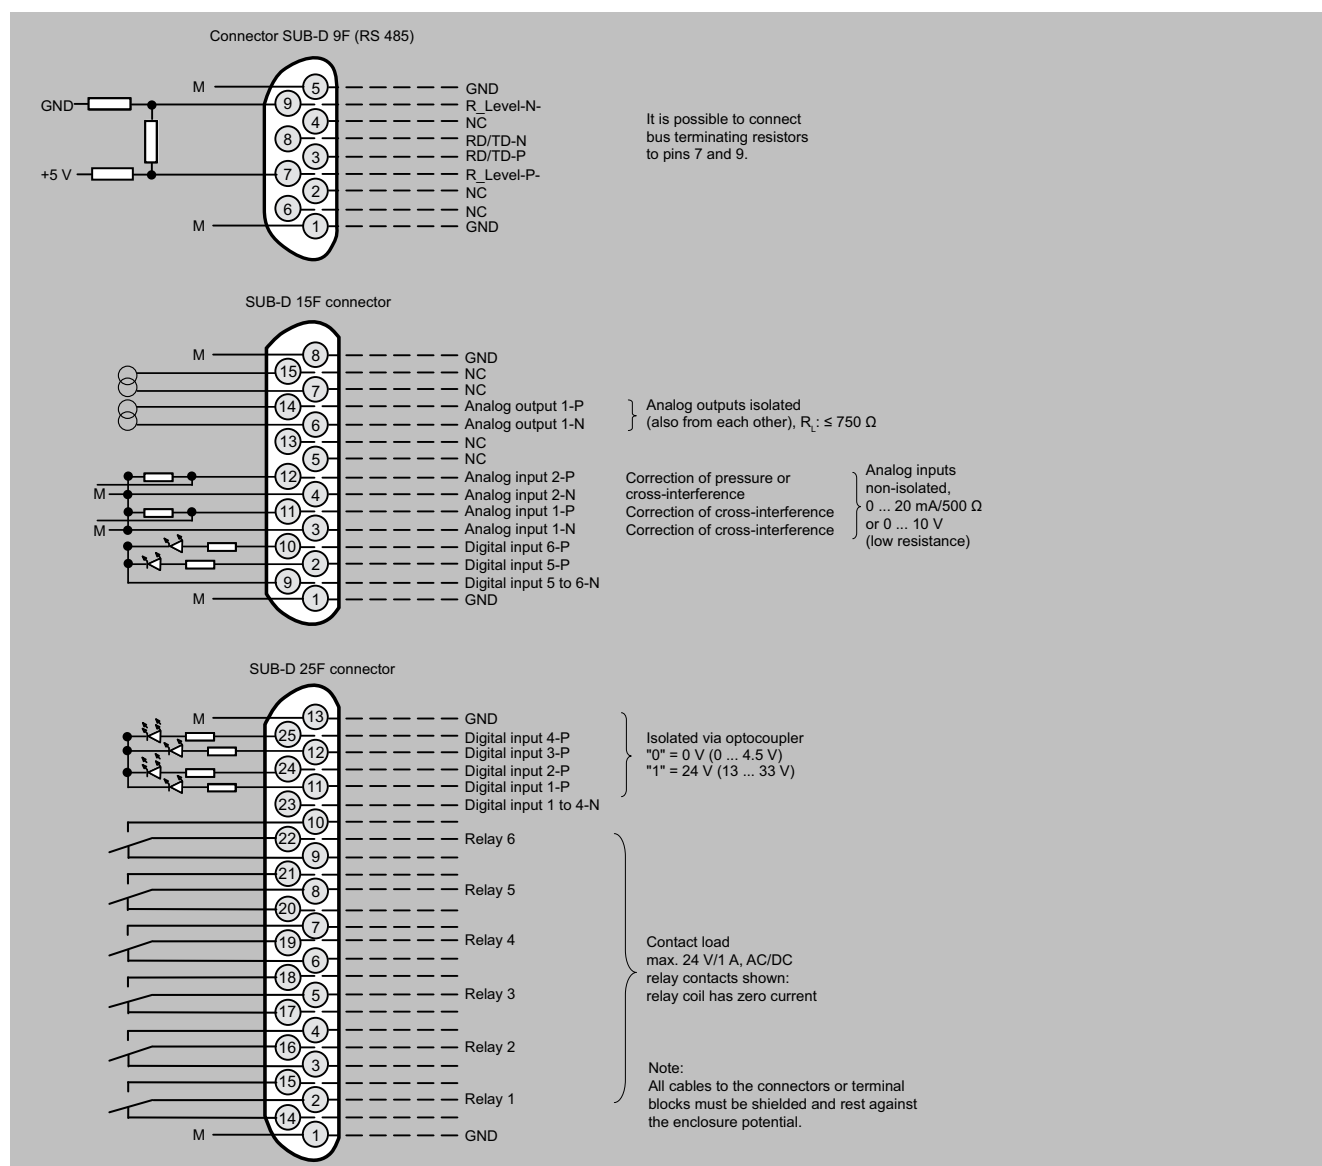 Connector SUB-D 9F (RS 485)
M 5 GND
GND 9 R_Level-N-
4 NC
8 RD/TD-N
3 RD/TD-P
+5 V 7 R_Level-P-
2 NC
6 NC
M 1 GND
It is possible to connect
bus terminating resistors
to pins 7 and 9.
SUB-D 15F connector
M 8 GND
15 NC
7 NC
14 Analog output 1-P
6 Analog output 1-N
Analog outputs isolated
(also from each other), RL: ≤ 750 Ω
13 NC
5 NC
12 Analog input 2-P Correction of pressure or
M 4 Analog input 2-N cross-interference
11 Analog input 1-P Correction of cross-interference
M 3 Analog input 1-N Correction of cross-interference
Analog inputs
non-isolated,
0 ... 20 mA/500 Ω
or 0 ... 10 V
(low resistance)
10 Digital input 6-P
2 Digital input 5-P
9 Digital input 5 to 6-N
M 1 GND
SUB-D 25F connector
M 13 GND
25 Digital input 4-P
12 Digital input 3-P
24 Digital input 2-P
11 Digital input 1-P
23 Digital input 1 to 4-N
Isolated via optocoupler
"0" = 0 V (0 ... 4.5 V)
"1" = 24 V (13 ... 33 V)
10
22 Relay 6
9
21
8 Relay 5
20
7
19 Relay 4
6
18
5 Relay 3
17
4
16 Relay 2
3
15
2 Relay 1
14
M 1 GND
Contact load
max. 24 V/1 A, AC/DC
relay contacts shown:
relay coil has zero current
Note:
All cables to the connectors or terminal
blocks must be shielded and rest against
the enclosure potential.